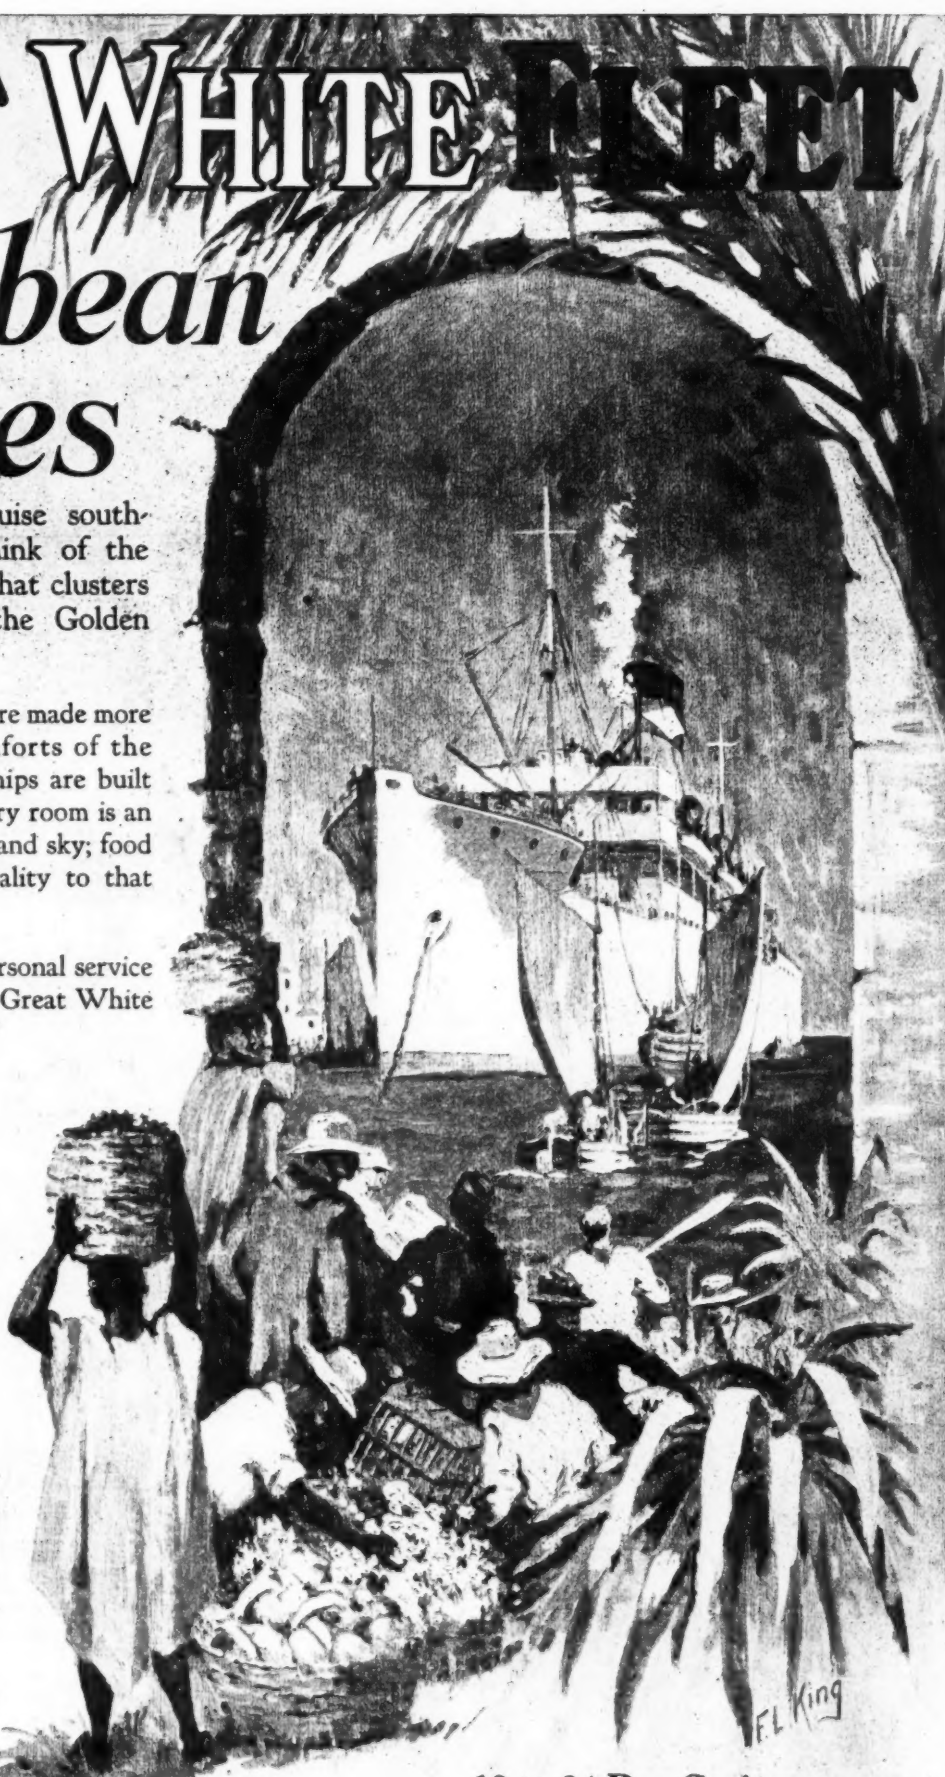 WHITE FLEET
bean
es
uise south-
ink of the
hat clusters
the Golden
re made more
forts of the
hips are built
ry room is an
and sky; food
ality to that
rsonal service
Great White
F.L. King